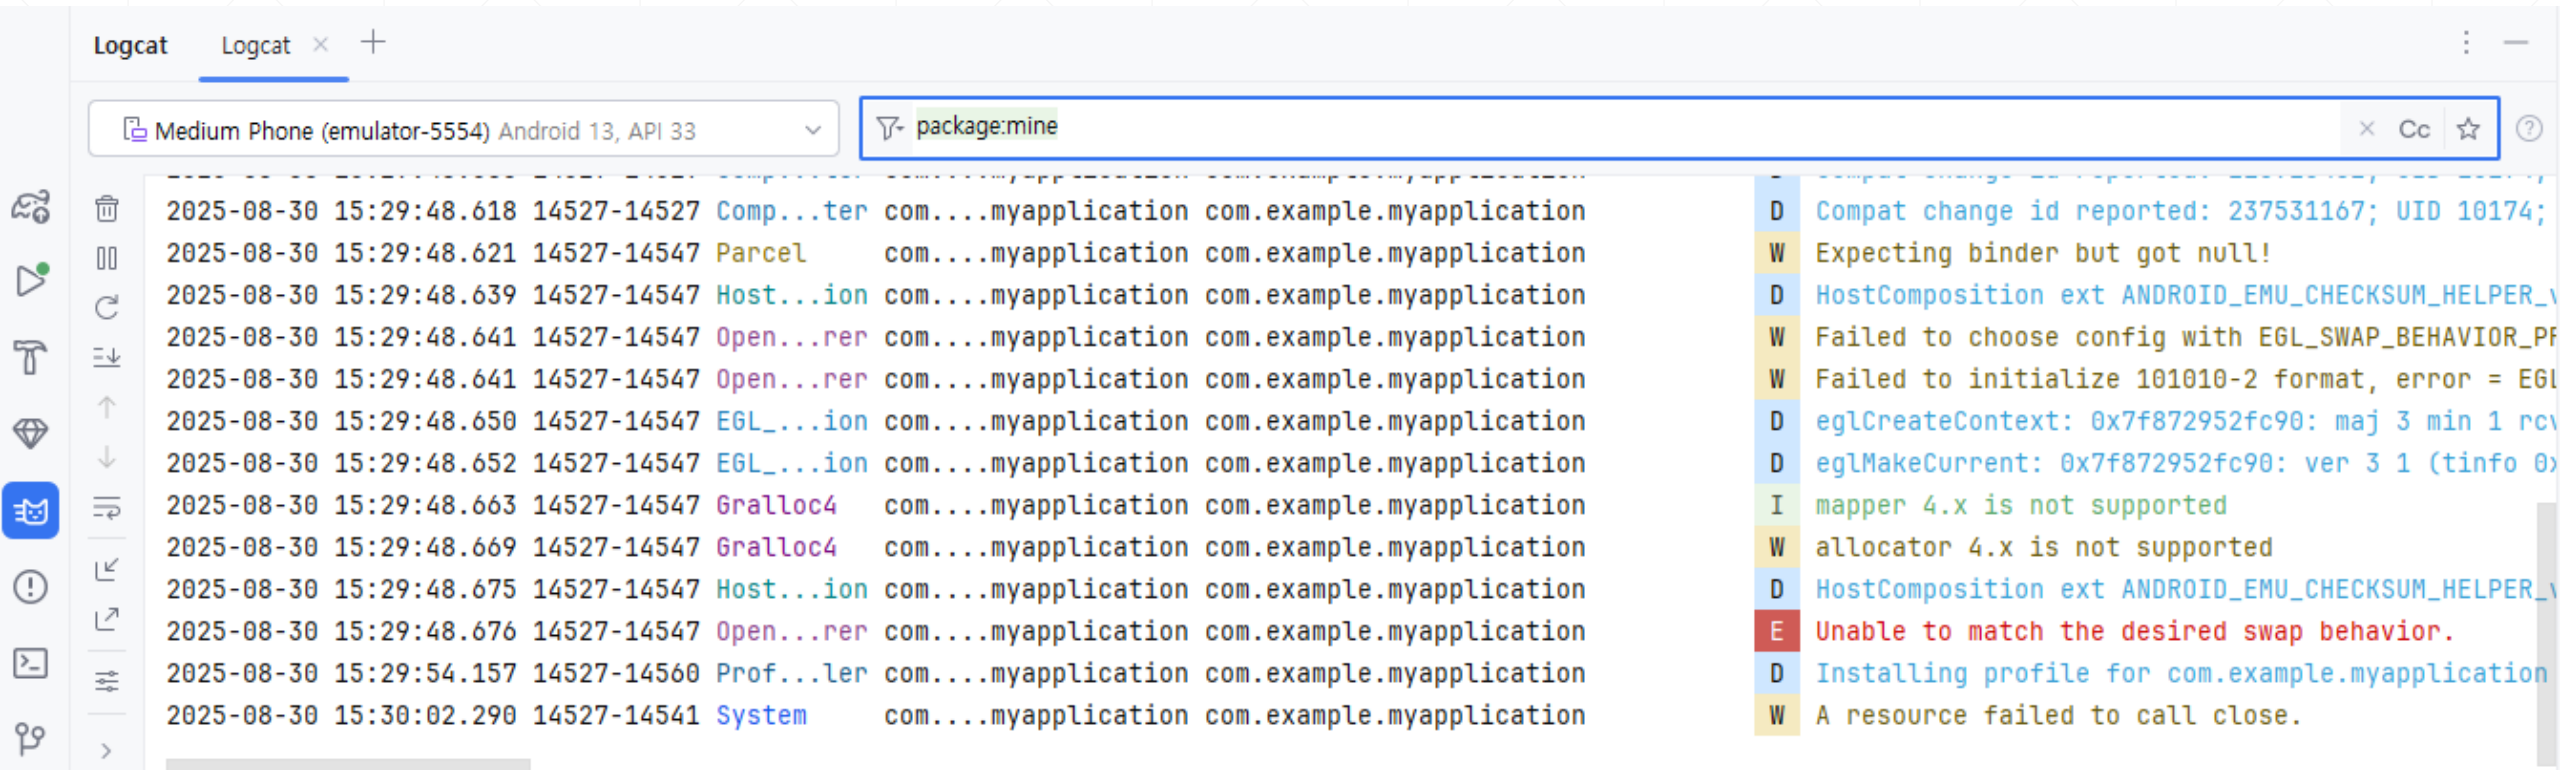 Logcat Logcat
Medium Phone (emulator-5554) Android 13, API 33 package:mine Cc
2025-08-30 15:29:48.618 14527-14527 Comp...ter com....myapplication com.example.myapplication D Compat change id reported: 237531167; UID 10174;
2025-08-30 15:29:48.621 14527-14547 Parcel com....myapplication com.example.myapplication W Expecting binder but got null!
2025-08-30 15:29:48.639 14527-14547 Host...ion com....myapplication com.example.myapplication D HostComposition ext ANDROID_EMU_CHECKSUM_HELPER_v
2025-08-30 15:29:48.641 14527-14547 Open...rer com....myapplication com.example.myapplication W Failed to choose config with EGL_SWAP_BEHAVIOR_PR
2025-08-30 15:29:48.641 14527-14547 Open...rer com....myapplication com.example.myapplication W Failed to initialize 101010-2 format, error = EGL
2025-08-30 15:29:48.650 14527-14547 EGL_...ion com....myapplication com.example.myapplication D eglCreateContext: 0x7f872952fc90: maj 3 min 1 rcv
2025-08-30 15:29:48.652 14527-14547 EGL_...ion com....myapplication com.example.myapplication D eglMakeCurrent: 0x7f872952fc90: ver 3 1 (tinfo 0x
2025-08-30 15:29:48.663 14527-14547 Gralloc4 com....myapplication com.example.myapplication I mapper 4.x is not supported
2025-08-30 15:29:48.669 14527-14547 Gralloc4 com....myapplication com.example.myapplication W allocator 4.x is not supported
2025-08-30 15:29:48.675 14527-14547 Host...ion com....myapplication com.example.myapplication D HostComposition ext ANDROID_EMU_CHECKSUM_HELPER_v
2025-08-30 15:29:48.676 14527-14547 Open...rer com....myapplication com.example.myapplication E Unable to match the desired swap behavior.
2025-08-30 15:29:54.157 14527-14560 Prof...ler com....myapplication com.example.myapplication D Installing profile for com.example.myapplication
2025-08-30 15:30:02.290 14527-14541 System com....myapplication com.example.myapplication W A resource failed to call close.